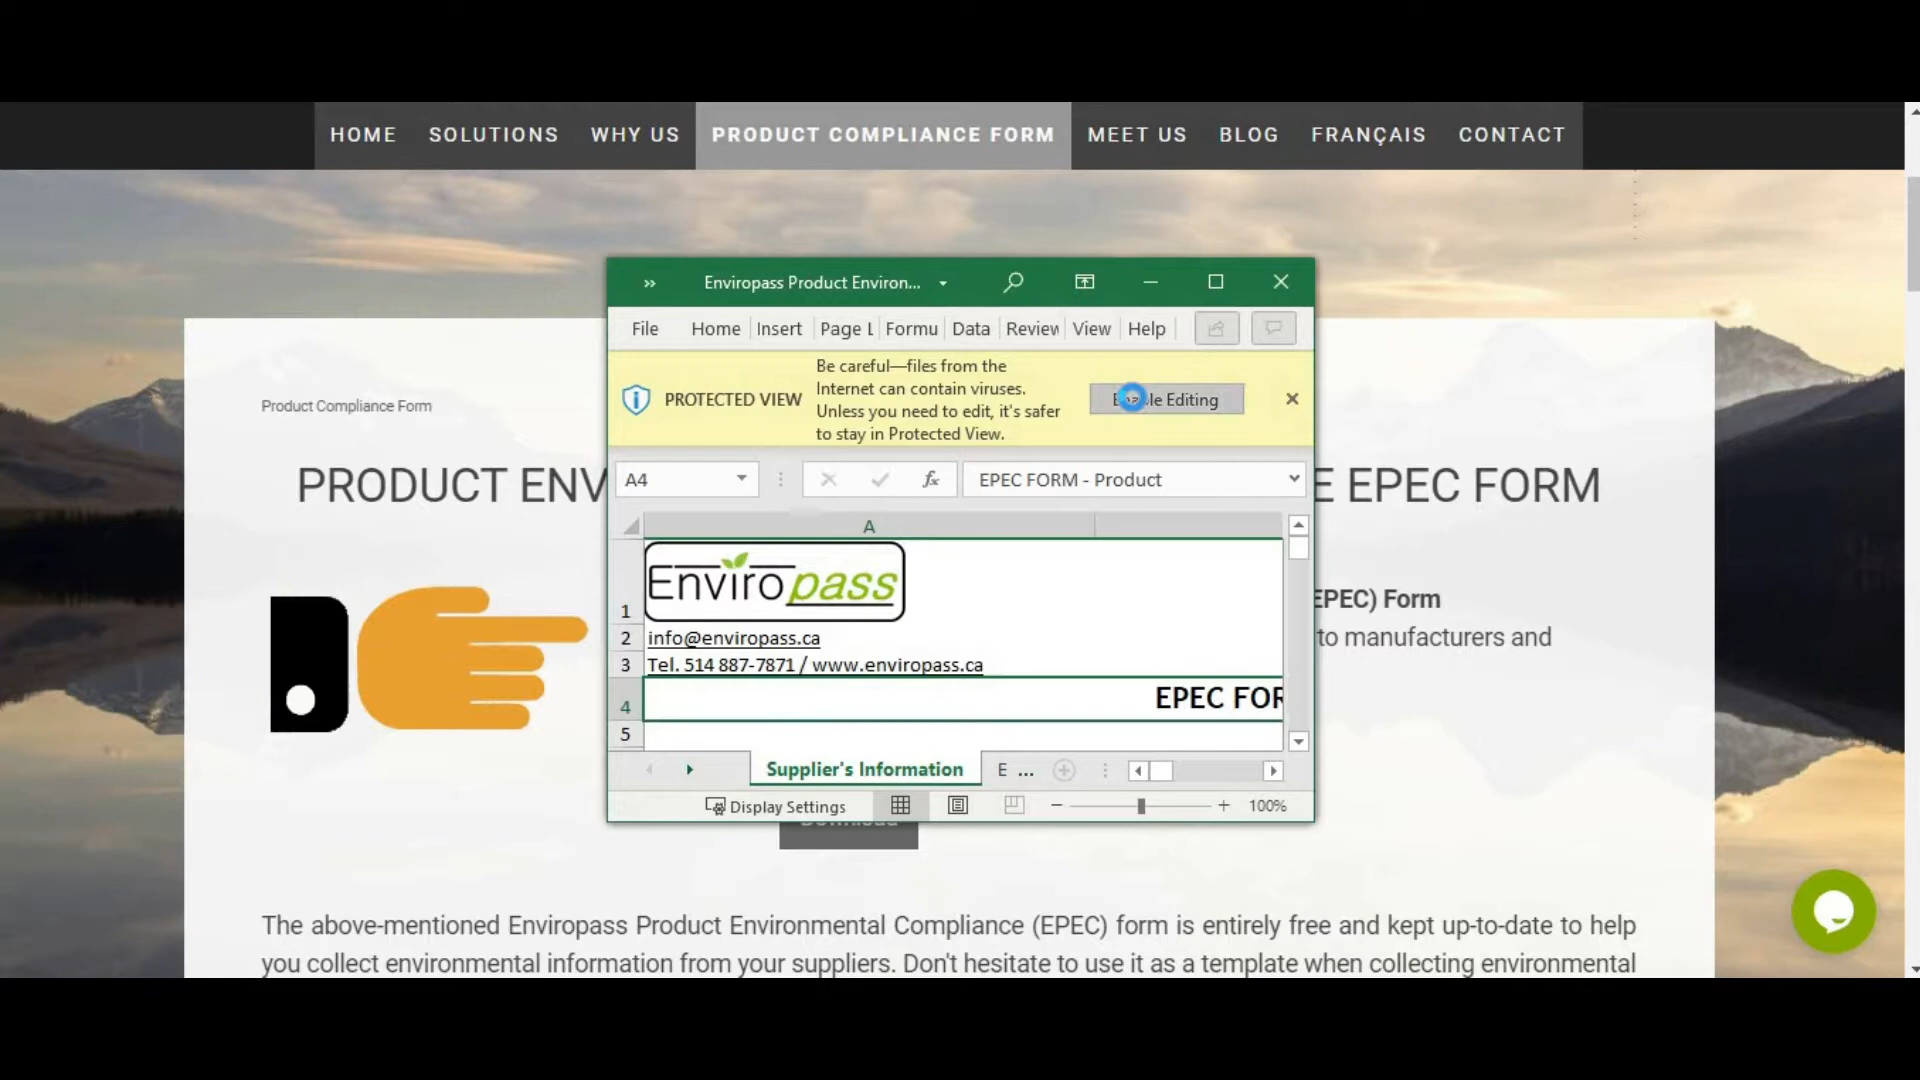 HOME SOLUTIONS WHY US PRODUCT COMPLIANCE FORM MEET US BLOG FRANÇAIS CONTACT
Enviropass Product Environ...
File Home Insert Page L Formu Data Review View Help
PROTECTED VIEW
Be careful—files from the
Internet can contain viruses.
Unless you need to edit, it's safer
to stay in Protected View.
Editing
Product Compliance Form
A4
fx
EPEC FORM - Product
PRODUCT ENV
E EPEC FORM
A
1
Enviropass
2 info@enviropass.ca
3 Tel. 514 887-7871 / www.enviropass.ca
4 EPEC FOR
5
EPEC) Form
to manufacturers and
Supplier's Information E ...
Display Settings
100%
The above-mentioned Enviropass Product Environmental Compliance (EPEC) form is entirely free and kept up-to-date to help
you collect environmental information from your suppliers. Don't hesitate to use it as a template when collecting environmental